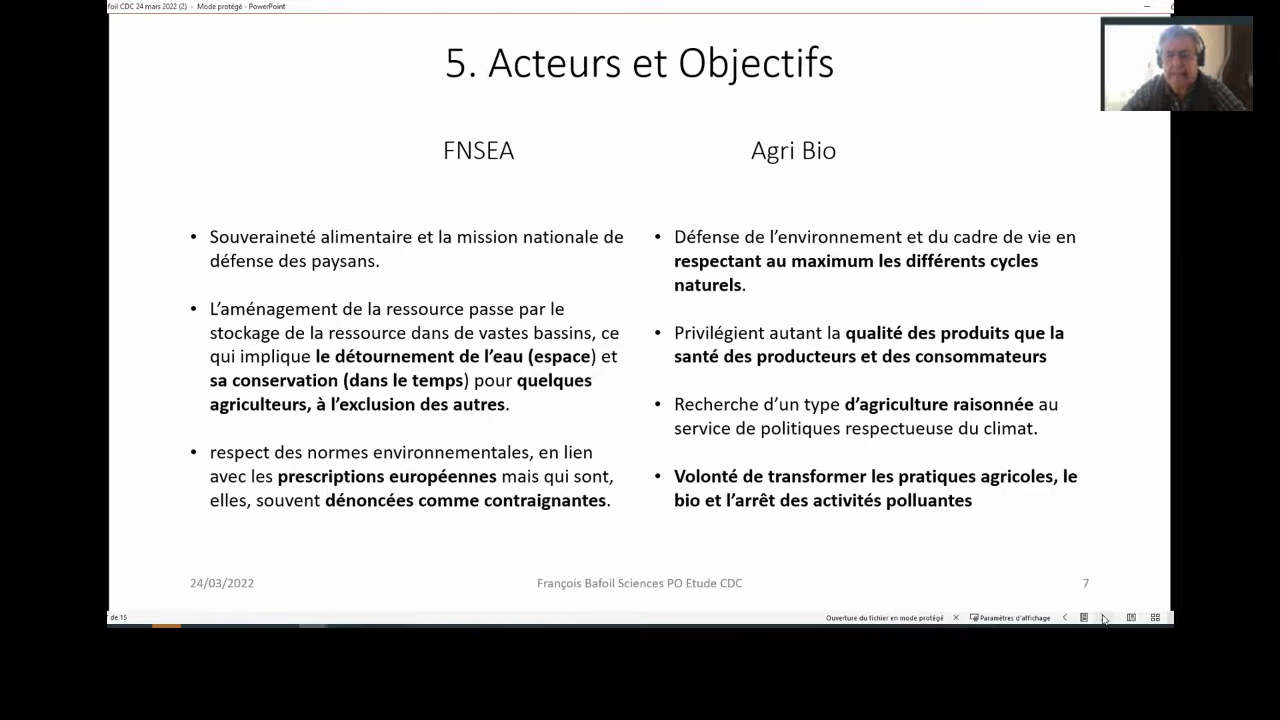 foil CDC 24 mars 2022 (2) - Mode protégé - PowerPoint
5. Acteurs et Objectifs
FNSEA
Souveraineté alimentaire et la mission nationale de
défense des paysans.
L’aménagement de la ressource passe par le
stockage de la ressource dans de vastes bassins, ce
qui implique le détournement de l’eau (espace) et
sa conservation (dans le temps) pour quelques
agriculteurs, à l’exclusion des autres.
respect des normes environnementales, en lien
avec les prescriptions européennes mais qui sont,
elles, souvent dénoncées comme contraignantes.
Agri Bio
Défense de l’environnement et du cadre de vie en
respectant au maximum les différents cycles
naturels.
Privilégient autant la qualité des produits que la
santé des producteurs et des consommateurs
Recherche d’un type d’agriculture raisonnée au
service de politiques respectueuse du climat.
Volonté de transformer les pratiques agricoles, le
bio et l’arrêt des activités polluantes
24/03/2022
François Bafoil Sciences PO Etude CDC
7
de 15
Ouverture du fichier en mode protégé
Paramètres d'affichage